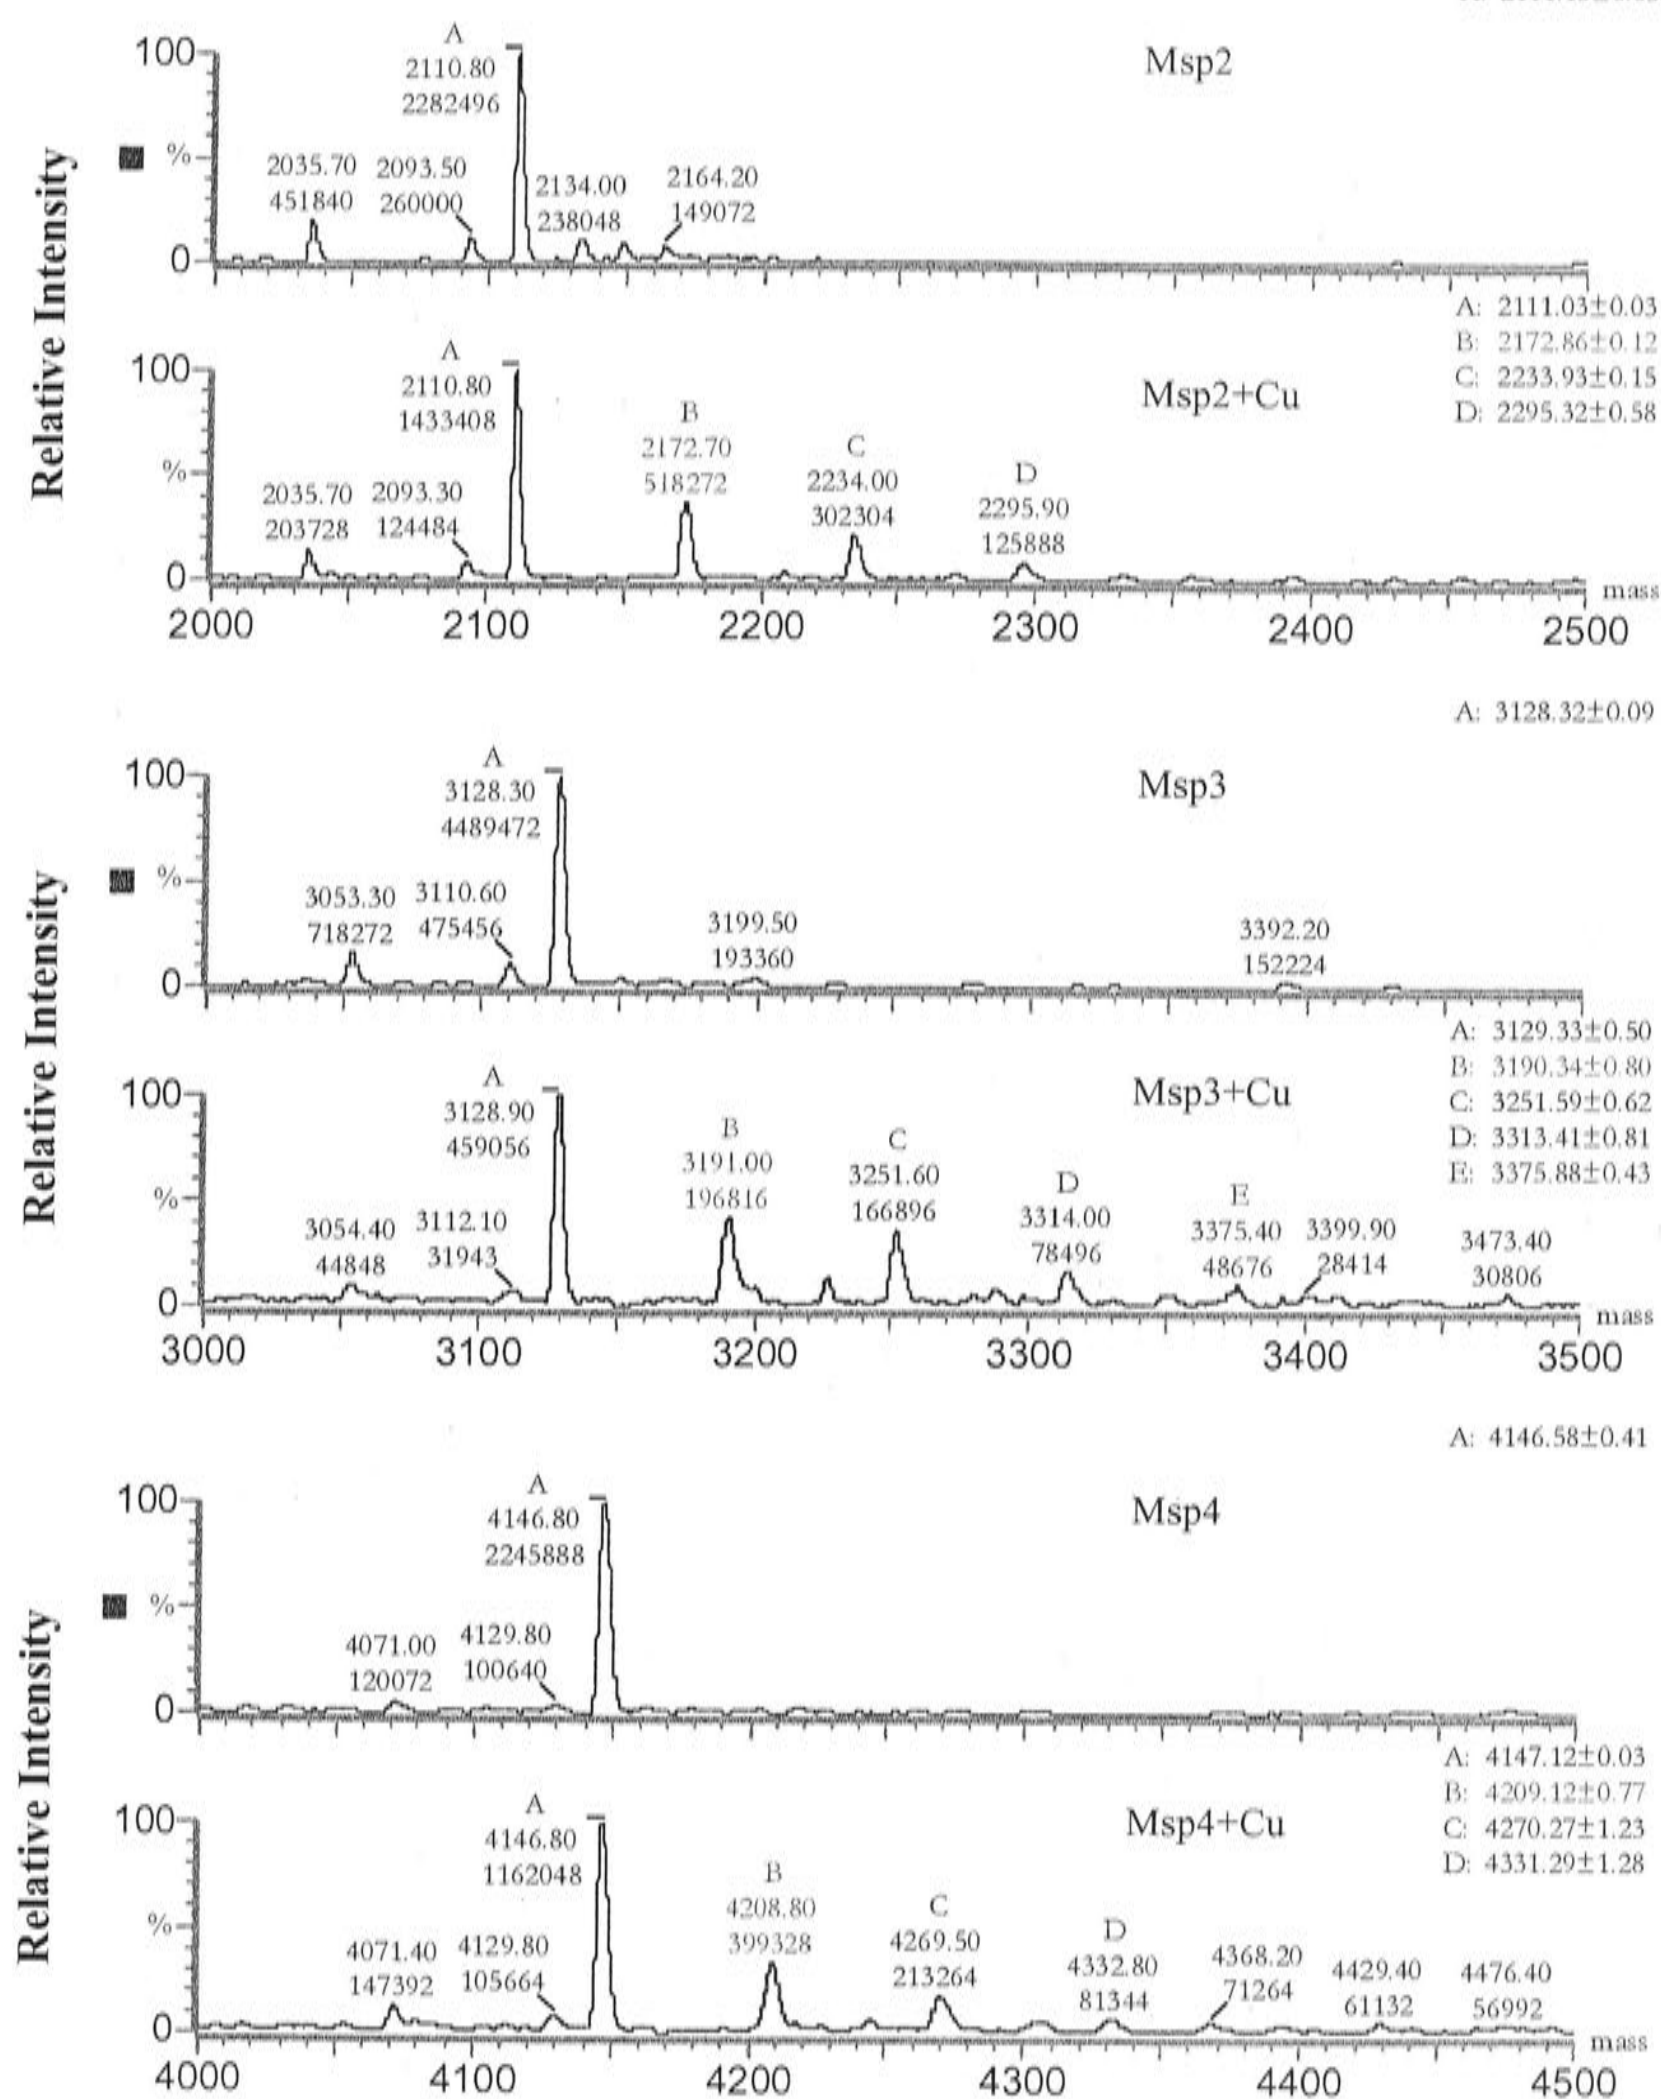 Relative Intensity
Msp2
100
%
0
A
2110.80
2282496
2035.70
451840
2093.50
260000
2134.00
238048
2164.20
149072
A: 2111.03±0.03
B: 2172.86±0.12
C: 2233.93±0.15
D: 2295.32±0.58
Msp2+Cu
100
%
0
A
2110.80
1433408
2035.70
203728
2093.30
124484
B
2172.70
518272
C
2234.00
302304
D
2295.90
125888
mass
2000 2100 2200 2300 2400 2500
A: 3128.32±0.09
Relative Intensity
Msp3
100
%
0
A
3128.30
4489472
3053.30
718272
3110.60
475456
3199.50
193360
3392.20
152224
A: 3129.33±0.50
B: 3190.34±0.80
C: 3251.59±0.62
D: 3313.41±0.81
E: 3375.88±0.43
Relative Intensity
Msp3+Cu
100
%
0
A
3128.90
459056
3054.40
44848
3112.10
31943
B
3191.00
196816
C
3251.60
166896
D
3314.00
78496
E
3375.40
48676
3399.90
28414
3473.40
30806
mass
3000 3100 3200 3300 3400 3500
A: 4146.58±0.41
Msp4
100
%
0
A
4146.80
2245888
4071.00
120072
4129.80
100640
A: 4147.12±0.03
B: 4209.12±0.77
C: 4270.27±1.23
D: 4331.29±1.28
Relative Intensity
Msp4+Cu
100
%
0
A
4146.80
1162048
4071.40
147392
4129.80
105664
B
4208.80
399328
C
4269.50
213264
D
4332.80
81344
4368.20
71264
4429.40
61132
4476.40
56992
mass
4000 4100 4200 4300 4400 4500